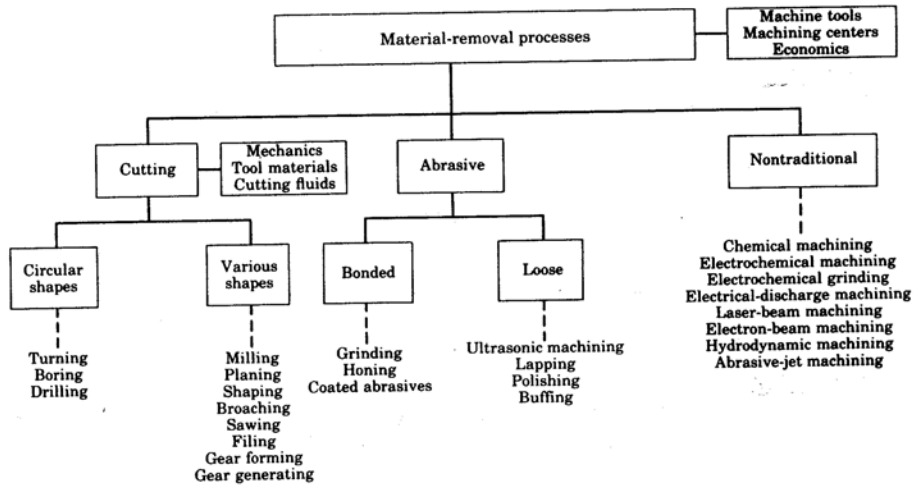 Material-removal processes
Machine tools
Machining centers
Economics
Cutting
Mechanics
Tool materials
Cutting fluids
Abrasive
Nontraditional
Circular
shapes
Various
shapes
Bonded
Loose
Turning
Boring
Drilling
Milling
Planing
Shaping
Broaching
Sawing
Filing
Gear forming
Gear generating
Grinding
Honing
Coated abrasives
Ultrasonic machining
Lapping
Polishing
Buffing
Chemical machining
Electrochemical machining
Electrochemical grinding
Electrical-discharge machining
Laser-beam machining
Electron-beam machining
Hydrodynamic machining
Abrasive-jet machining